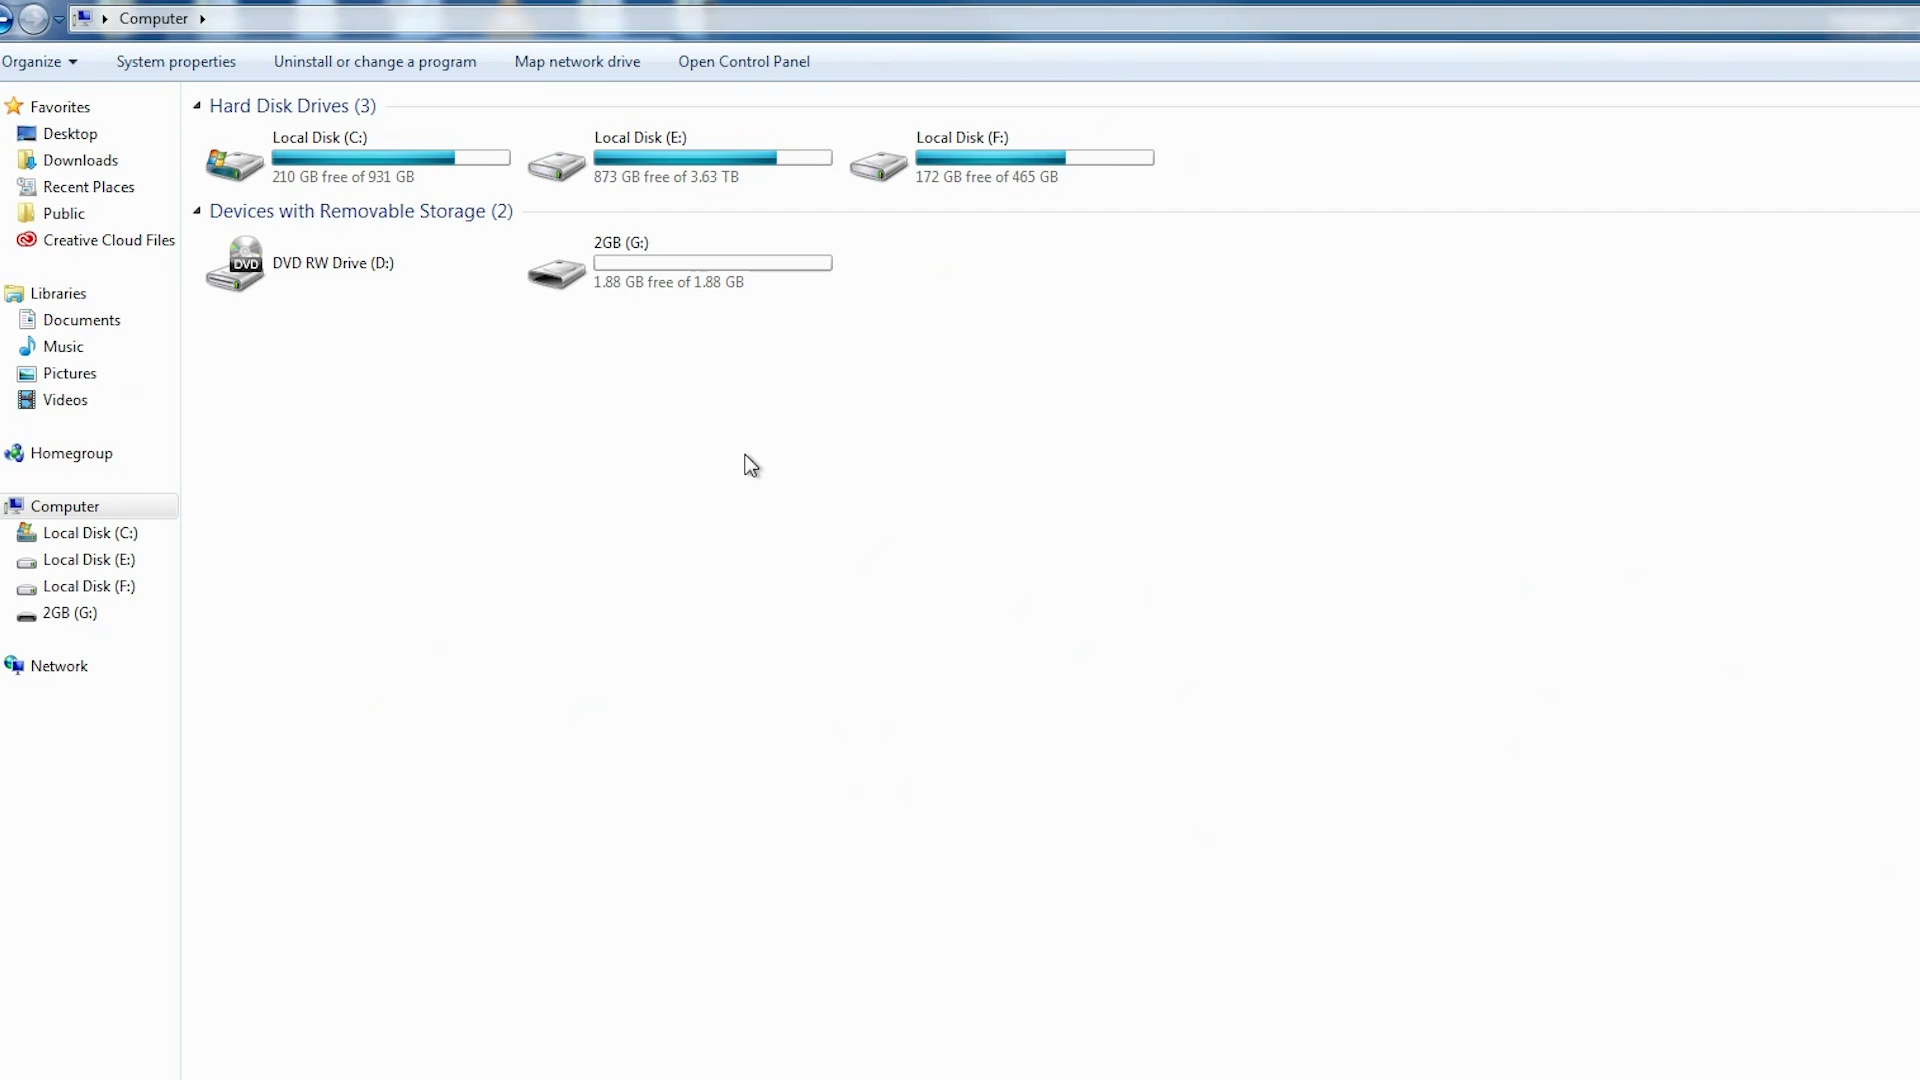 Computer
Organize
System properties
Uninstall or change a program
Map network drive
Open Control Panel
Favorites
Desktop
Downloads
Recent Places
Public
Creative Cloud Files
Libraries
Documents
Music
Pictures
Videos
Homegroup
Computer
Local Disk (C:)
Local Disk (E:)
Local Disk (F:)
2GB (G:)
Network
Hard Disk Drives (3)
Local Disk (C:)
210 GB free of 931 GB
Local Disk (E:)
873 GB free of 3.63 TB
Local Disk (F:)
172 GB free of 465 GB
Devices with Removable Storage (2)
DVD
DVD RW Drive (D:)
2GB (G:)
1.88 GB free of 1.88 GB